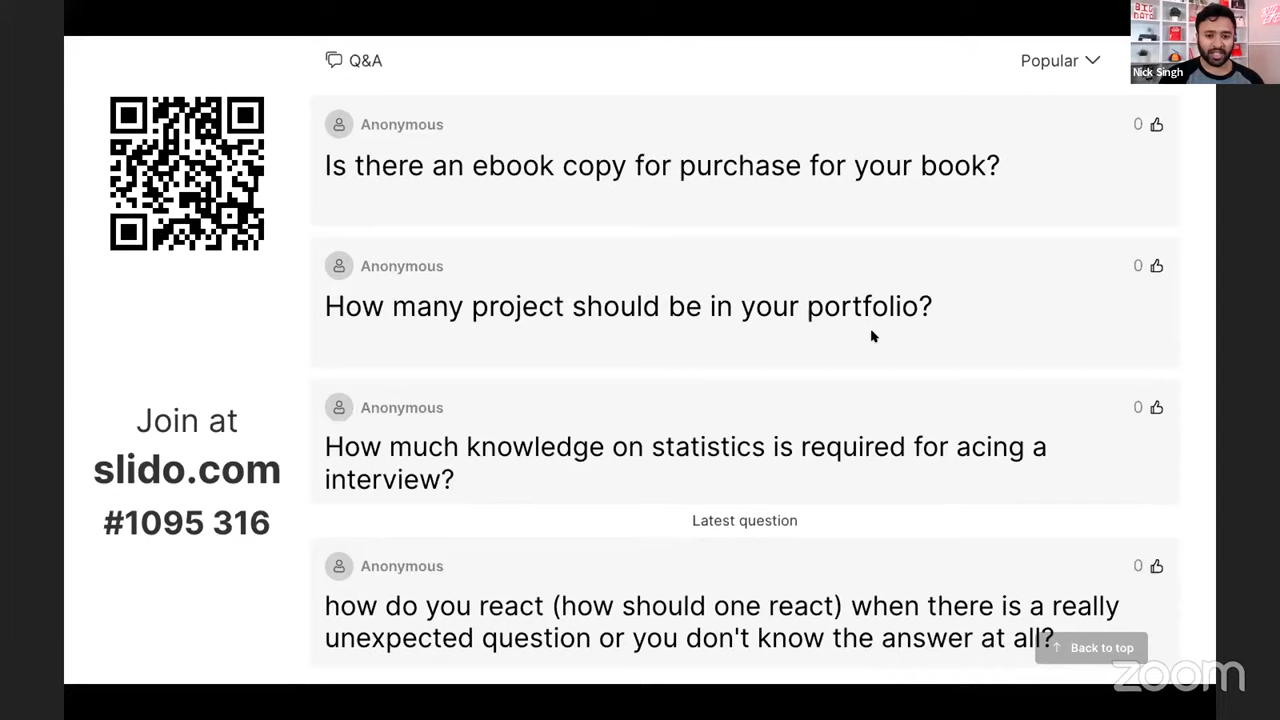 Q&A
Popular
Nick Singh
Anonymous
0
Is there an ebook copy for purchase for your book?
Anonymous
0
How many project should be in your portfolio?
Anonymous
0
How much knowledge on statistics is required for acing a
interview?
Join at
slido.com
#1095 316
Latest question
Anonymous
0
how do you react (how should one react) when there is a really
unexpected question or you don't know the answer at all?
↑ Back to top
zoom
BIG
DATA